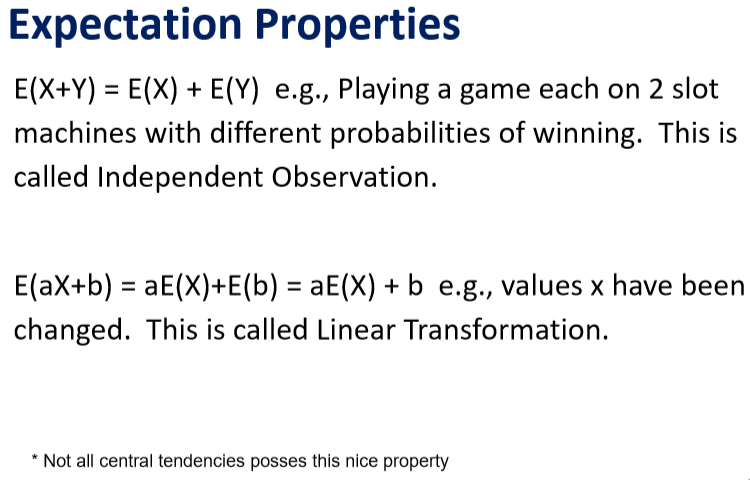 Expectation Properties
E(X+Y) = E(X) + E(Y)  e.g., Playing a game each on 2 slot
machines with different probabilities of winning.  This is
called Independent Observation.
E(aX+b) = aE(X)+E(b) = aE(X) + b  e.g., values x have been
changed.  This is called Linear Transformation.
* Not all central tendencies posses this nice property